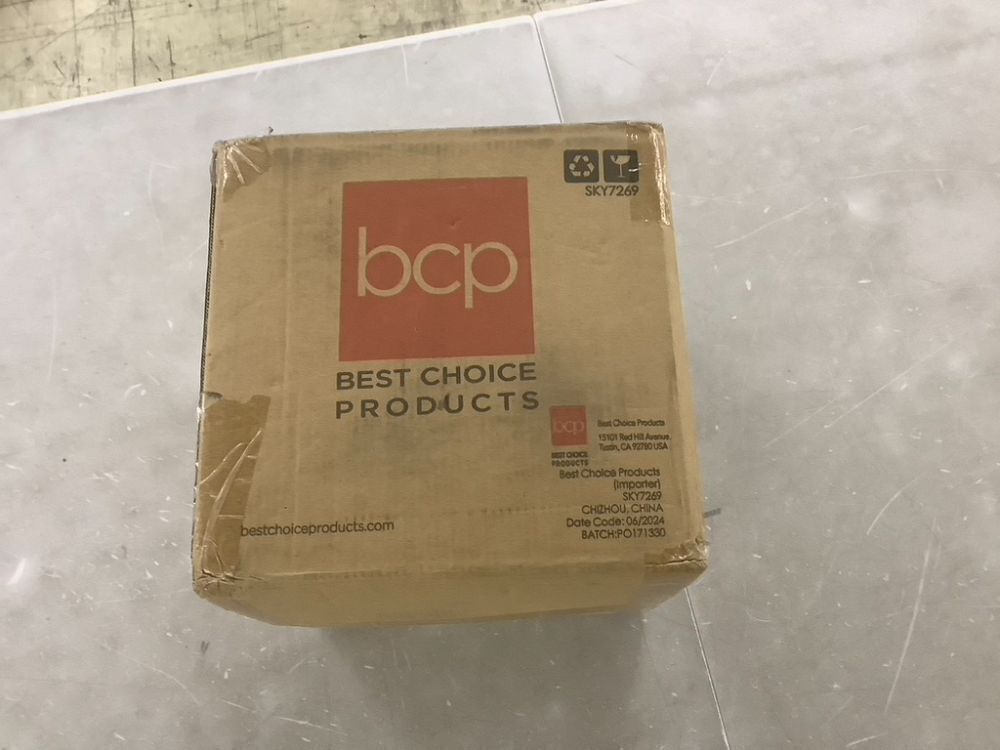 SKY7269
bcp
BEST CHOICE
PRODUCTS
bcp
BEST CHOICE
PRODUCTS
Best Choice Products
15101 Red Hill Avenue,
Tustin, CA 92780 USA
Best Choice Products
(Importer)
SKY7269
CHIZHOU, CHINA
Date Code: 06/2024
BATCH:PO171330
bestchoiceproducts.com